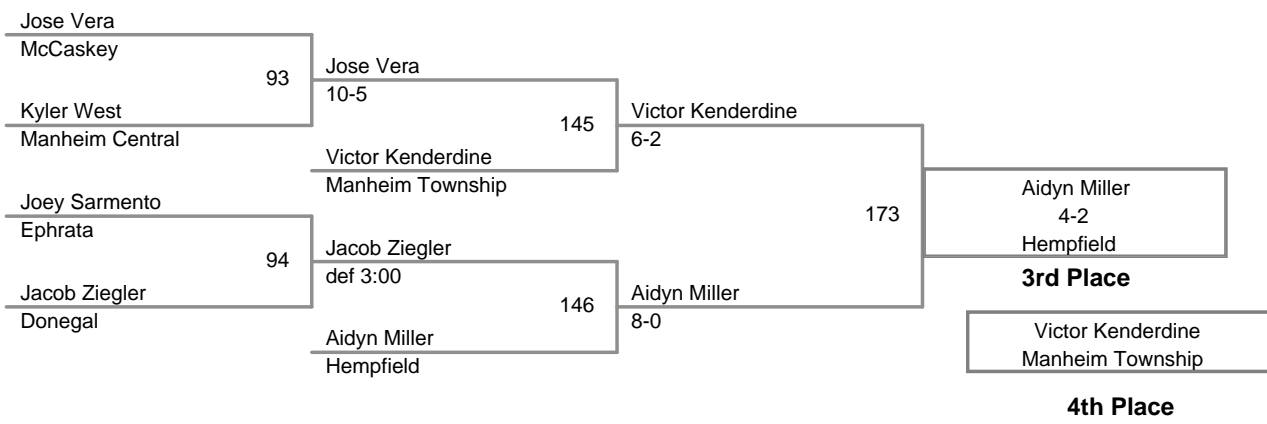 Jose Vera
McCaskey
93
Kyler West
Manheim Central
Joey Sarmento
Ephrata
94
Jacob Ziegler
Donegal
Jose Vera
10-5
145
Victor Kenderdine
Manheim Township
Jacob Ziegler
def 3:00
146
Aidyn Miller
Hempfield
Victor Kenderdine
6-2
173
Aidyn Miller
8-0
Aidyn Miller
4-2
Hempfield
3rd Place
Victor Kenderdine
Manheim Township
4th Place